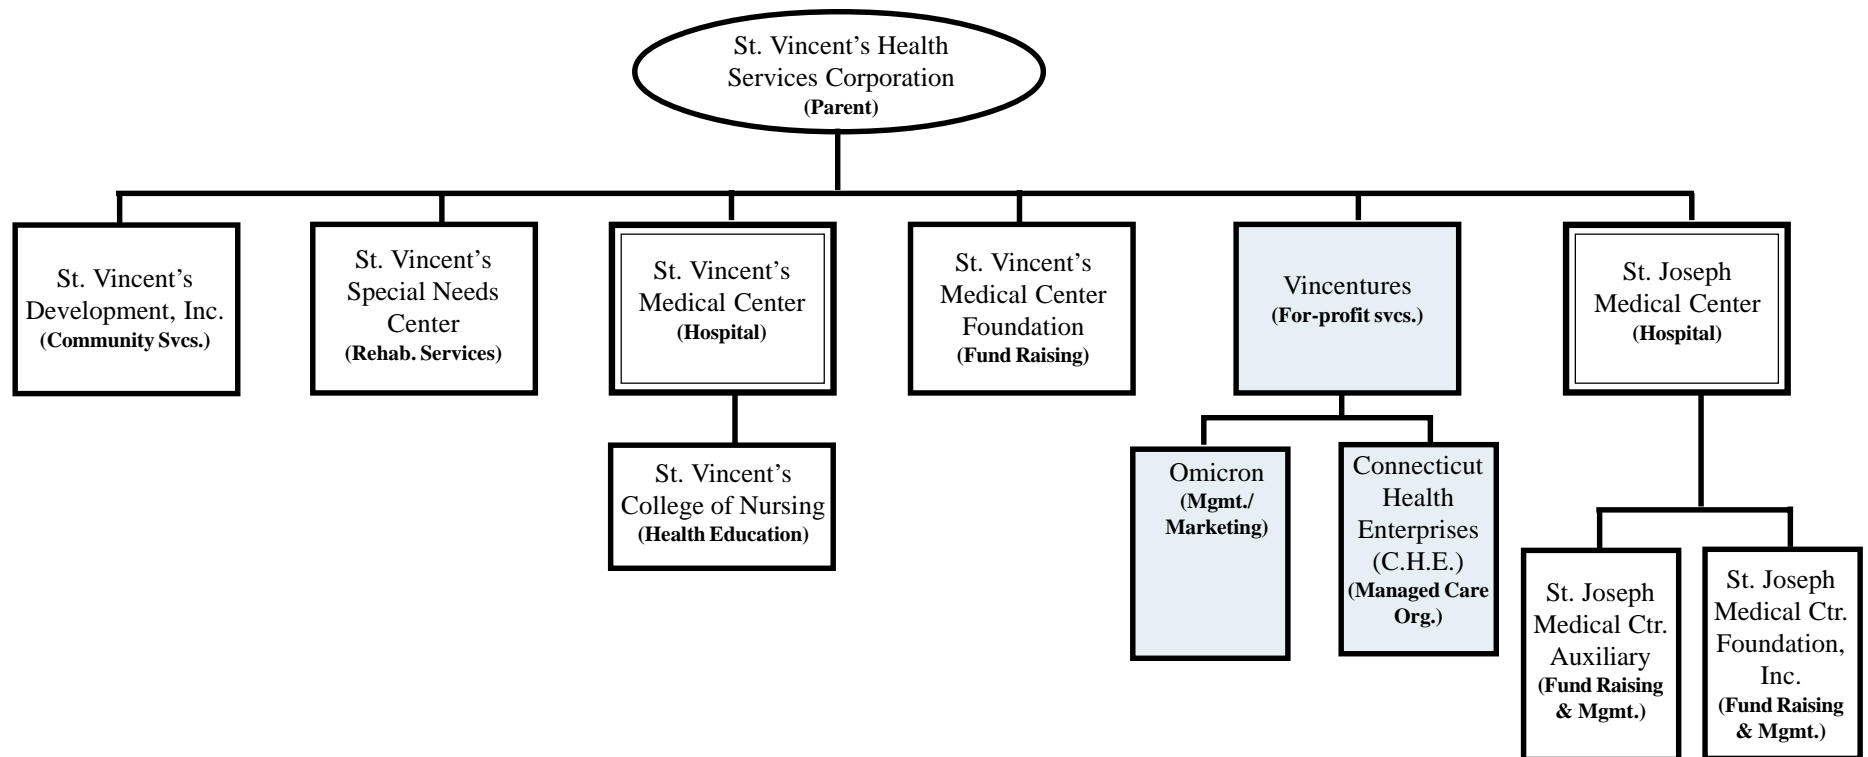 St. Vincent’s Health
Services Corporation
(Parent)
St. Vincent’s
Development, Inc.
(Community Svcs.)
St. Vincent’s
Special Needs
Center
(Rehab. Services)
St. Vincent’s
Medical Center
(Hospital)
St. Vincent’s
Medical Center
Foundation
(Fund Raising)
Vincentures
(For-profit svcs.)
St. Joseph
Medical Center
(Hospital)
St. Vincent’s
College of Nursing
(Health Education)
Omicron
(Mgmt./
Marketing)
Connecticut
Health
Enterprises
(C.H.E.)
(Managed Care
Org.)
St. Joseph
Medical Ctr.
Auxiliary
(Fund Raising
& Mgmt.)
St. Joseph
Medical Ctr.
Foundation,
Inc.
(Fund Raising
& Mgmt.)